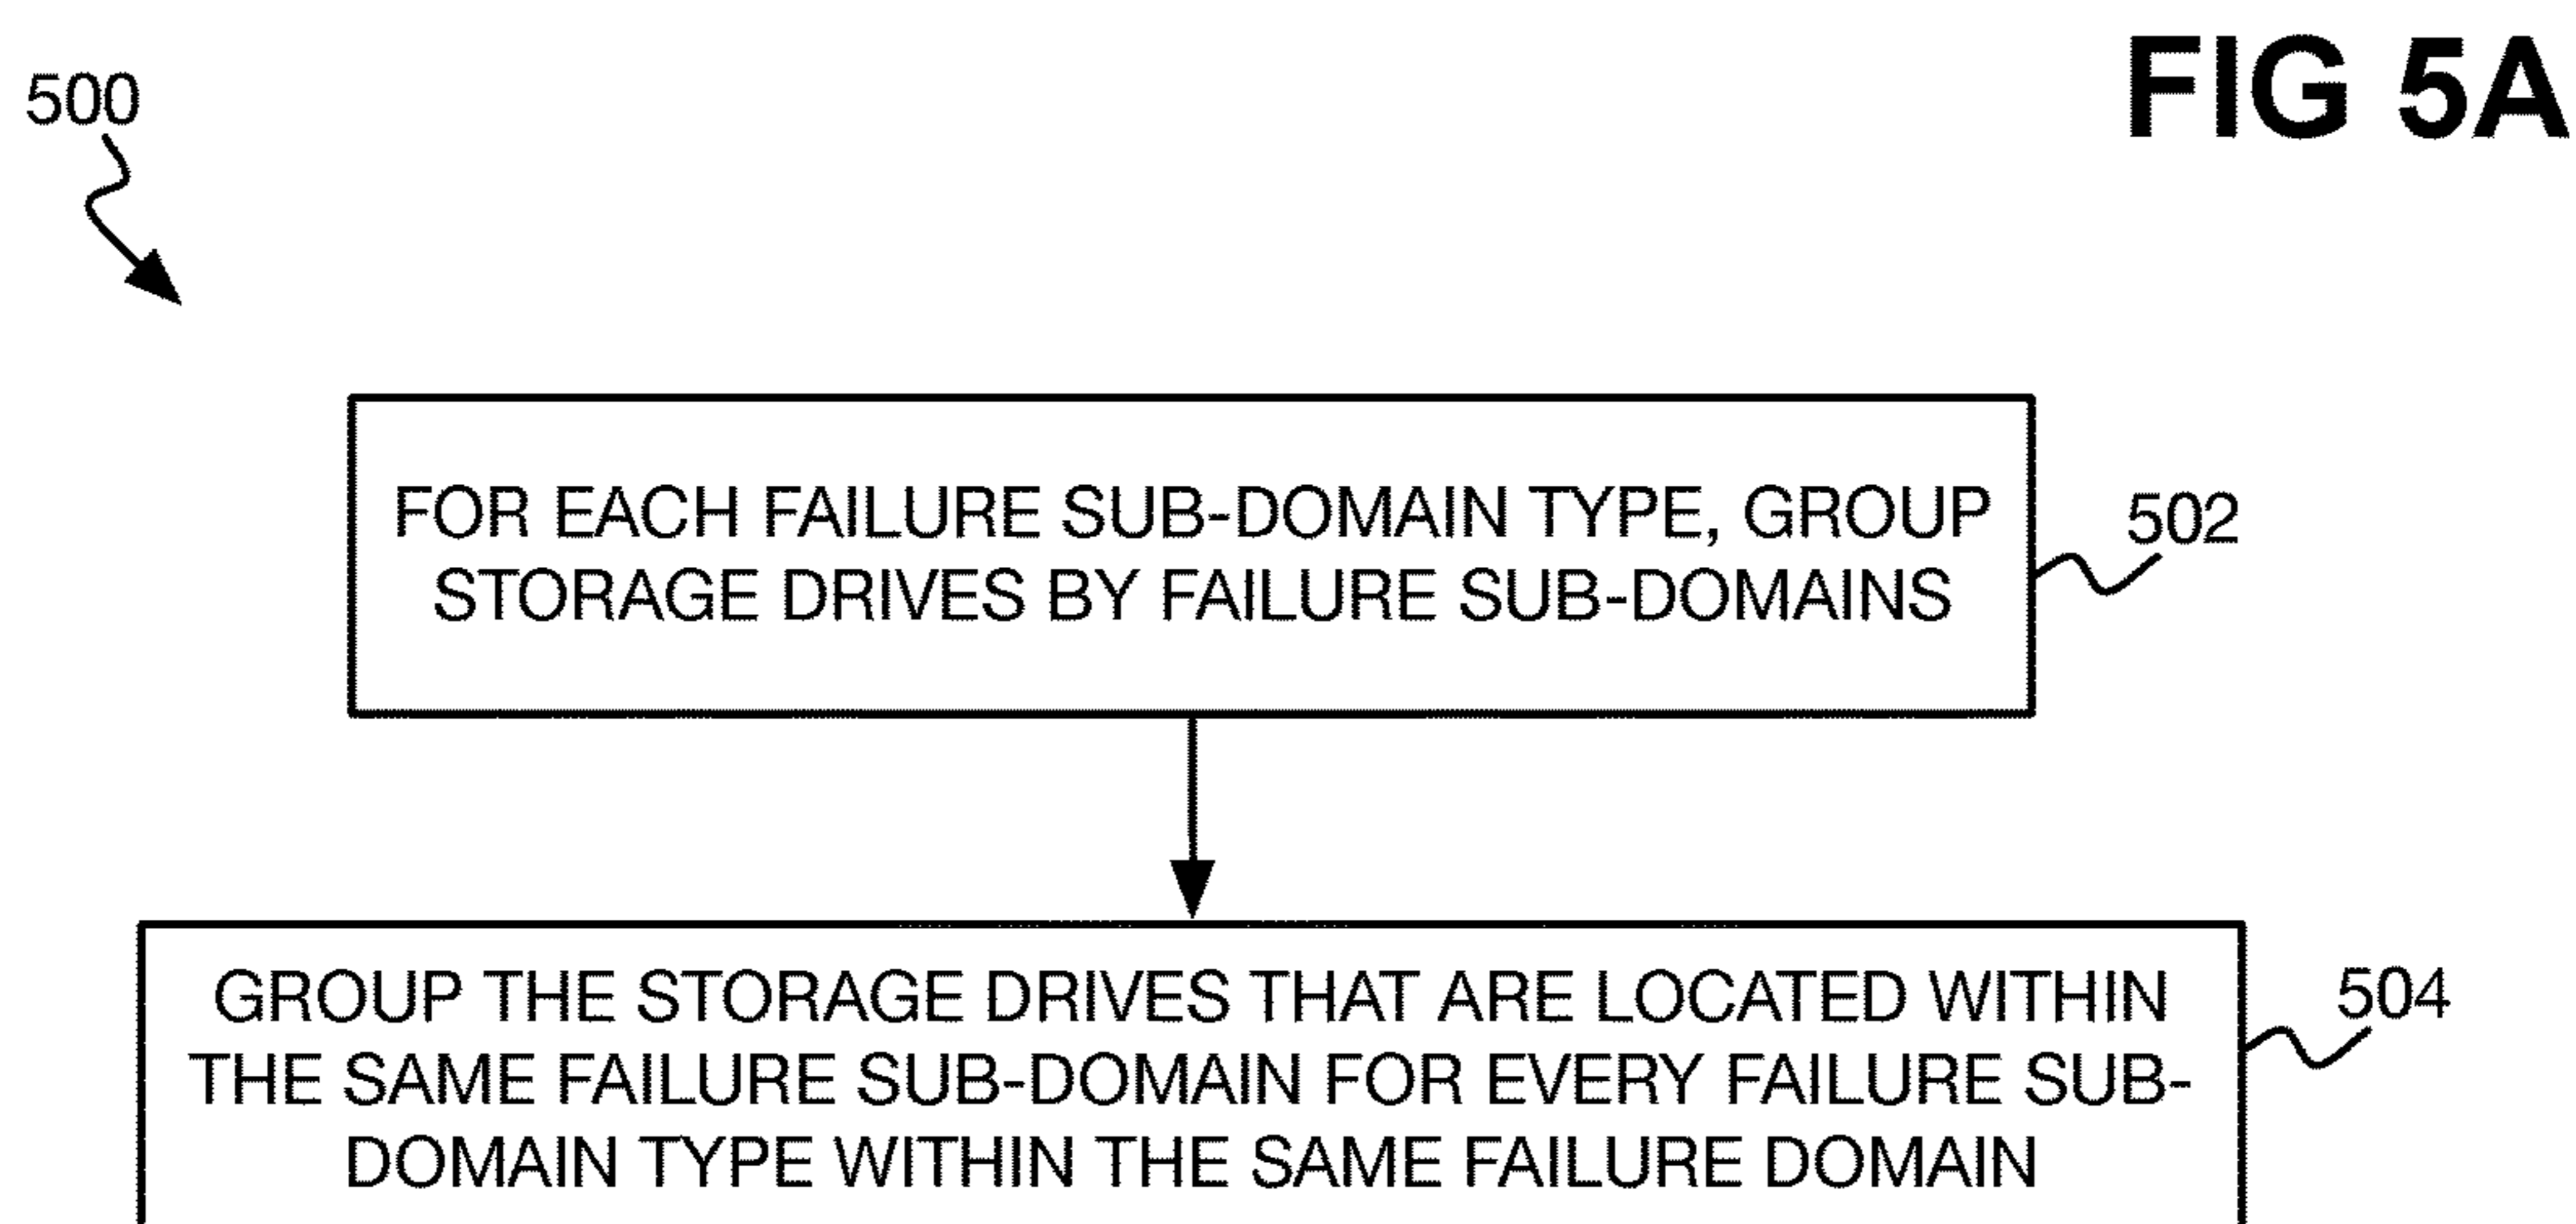 FIG 5A
500
FOR EACH FAILURE SUB-DOMAIN TYPE, GROUP
STORAGE DRIVES BY FAILURE SUB-DOMAINS
502
GROUP THE STORAGE DRIVES THAT ARE LOCATED WITHIN
THE SAME FAILURE SUB-DOMAIN FOR EVERY FAILURE SUB-
DOMAIN TYPE WITHIN THE SAME FAILURE DOMAIN
504